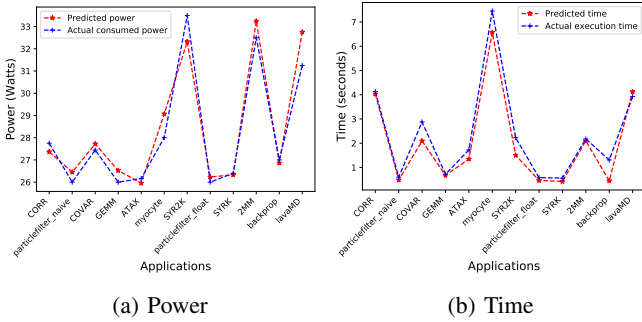 Predicted power
Actual consumed power
33
32
31
30
29
28
27
26
Power (Watts)
CORR
particlefilter_naive
COVAR
GEMM
ATAX
myocyte
SYR2K
particlefilter_float
SYRK
2MM
backprop
lavaMD
Applications
(a) Power
Predicted time
Actual execution time
7
6
5
4
3
2
1
Time (seconds)
CORR
particlefilter_naive
COVAR
GEMM
ATAX
myocyte
SYR2K
particlefilter_float
SYRK
2MM
backprop
lavaMD
Applications
(b) Time